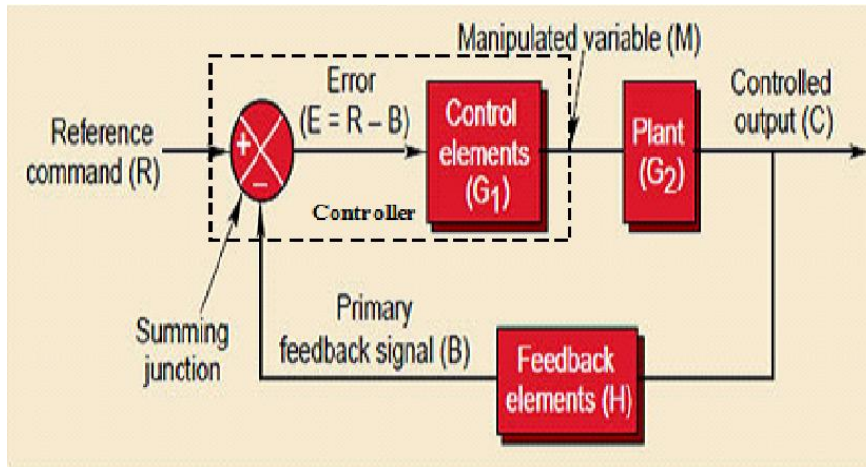 Manipulated variable (M)
Error
(E = R – B)
Controlled
output (C)
Reference
command (R)
+
−
Control
elements
(G1)
Plant
(G2)
Controller
Summing
junction
Primary
feedback signal (B)
Feedback
elements (H)